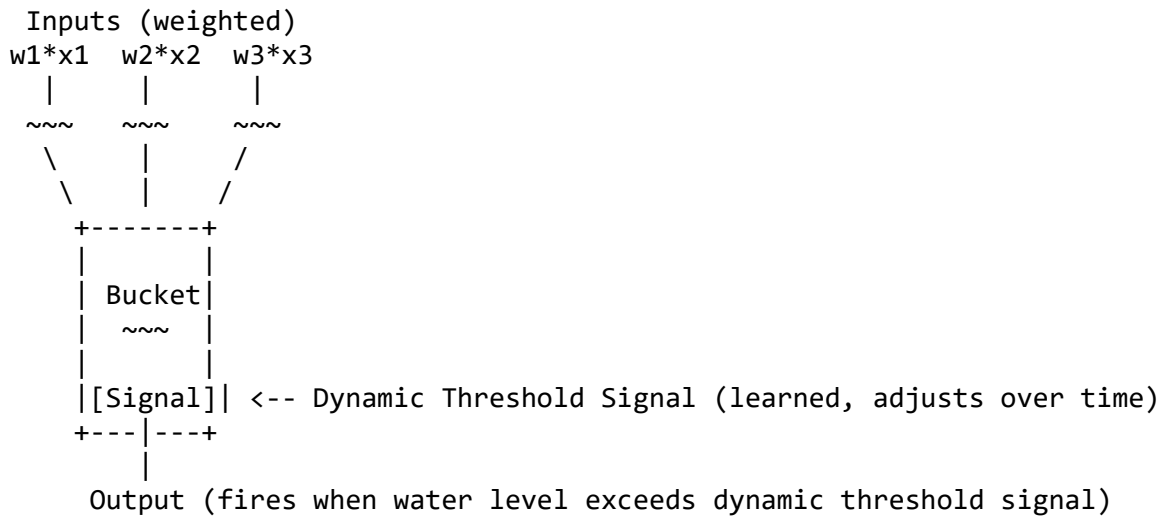 Inputs (weighted)
w1*x1 w2*x2 w3*x3
~~~ ~~~ ~~~
Bucket
~~~
[Signal] <-- Dynamic Threshold Signal (learned, adjusts over time)
Output (fires when water level exceeds dynamic threshold signal)